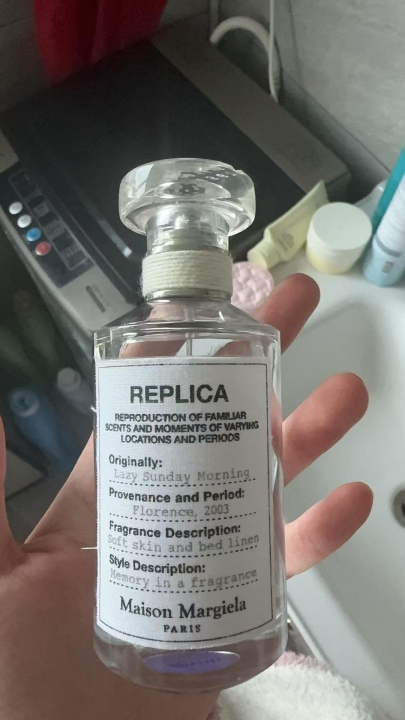 REPLICA
REPRODUCTION OF FAMILIAR
SCENTS AND MOMENTS OF VARYING
LOCATIONS AND PERIODS
Originally:
Lazy Sunday Morning
Provenance and Period:
Florence, 2003
Fragrance Description:
Soft skin and bed linen
Style Description:
Memory in a fragrance
Maison Margiela
PARIS